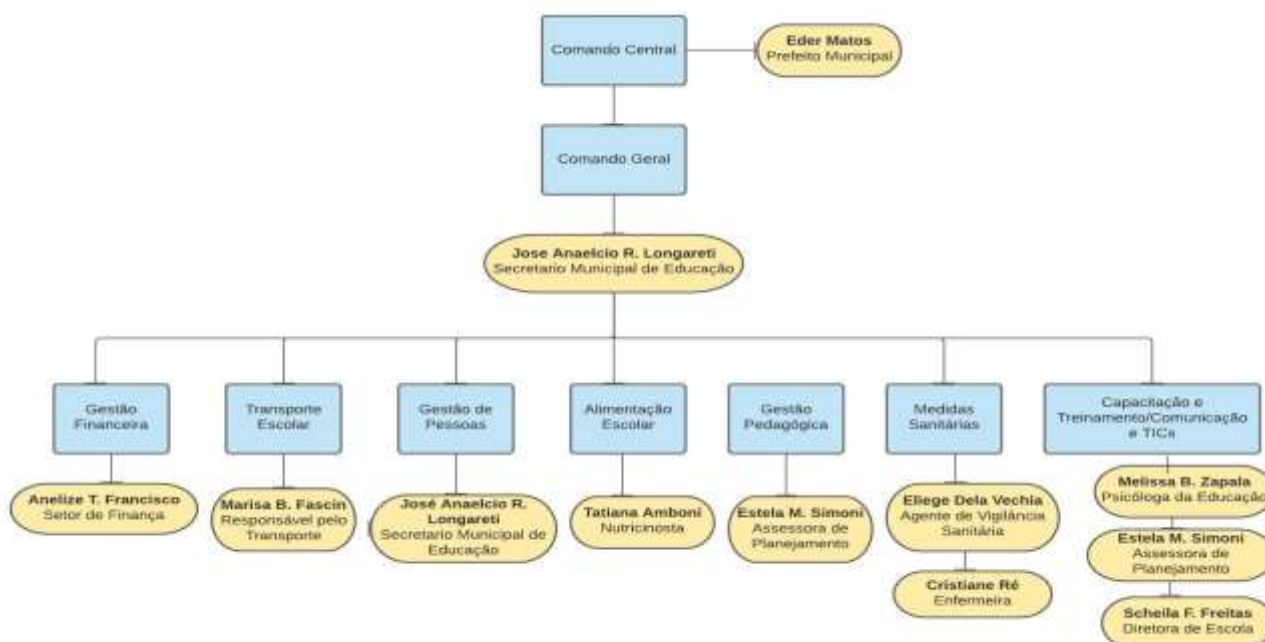 Comando Central
Eder Matos
Prefeito Municipal
Comando Geral
Jose Anaelcio R. Longareti
Secretario Municipal de Educação
Gestão
Financeira
Transporte
Escolar
Gestão de
Pessoas
Alimentação
Escolar
Gestão
Pedagógica
Medidas
Sanitárias
Capacitação e
Treinamento/Comunicação
e TICs
Anelize T. Francisco
Setor de Finança
Marisa B. Fascin
Responsável pelo
Transporte
José Anaelcio R.
Longareti
Secretario Municipal de
Educação
Tatiana Amboni
Nutricinosta
Estela M. Simoni
Assessora de
Planejamento
Eliege Dela Vechia
Agente de Vigilância
Sanitária
Cristiane Ré
Enfermeira
Melissa B. Zapala
Psicóloga da Educação
Estela M. Simoni
Assessora de
Planejamento
Scheila F. Freitas
Diretora de Escola